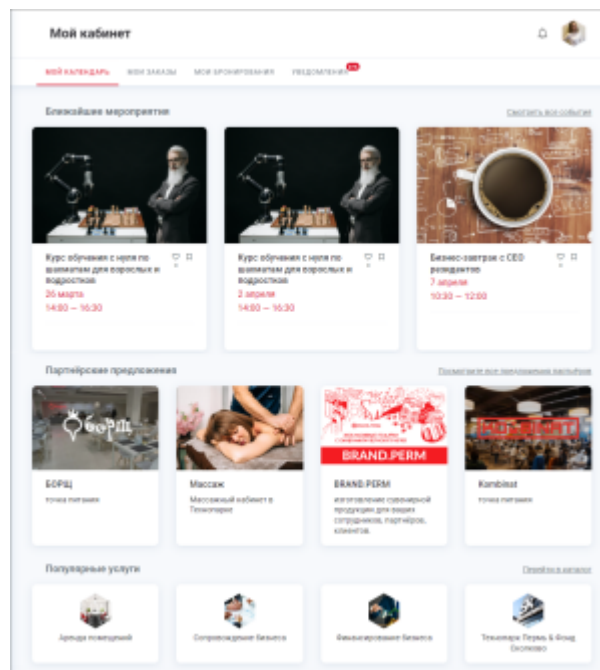 Мой кабинет
МОЙ КАЛЕНДАРЬ МОИ ЗАКАЗЫ МОИ БРОНИРОВАНИЯ УВЕДОМЛЕНИЯ
Ближайшие мероприятия Смотреть все события
Курс обучения с нуля по шахматам для взрослых и подростков
26 марта
14:00 — 16:30
Курс обучения с нуля по шахматам для взрослых и подростков
2 апреля
14:00 — 16:30
Бизнес-завтрак с CEO резидентов
7 апреля
10:30 — 12:00
Партнёрские предложения
борщ
BRAND.PERM
БОРЩ
точка питания
Массаж
Массажный кабинет в Технопарке
BRAND.PERM
изготовление сувенирной продукции для ваших сотрудников, партнёров, клиентов.
Kombinat
точка питания
Популярные услуги Перейти в каталог
Аренда помещений
Сопровождение бизнеса
Финансирование бизнеса
Технопарк Пермь & Фонд Сколково